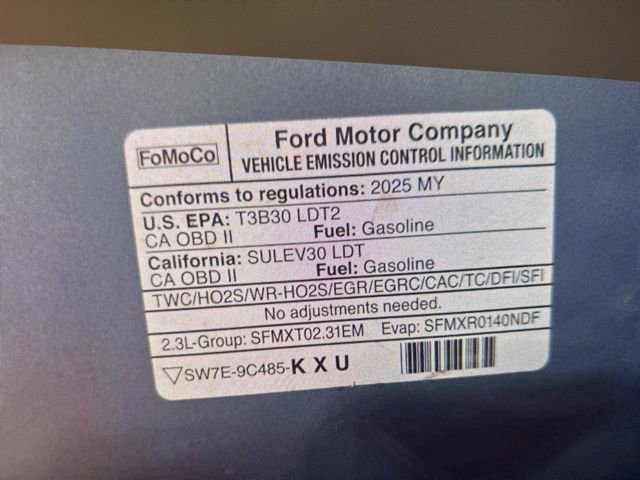 FoMoCo
Ford Motor Company
VEHICLE EMISSION CONTROL INFORMATION
Conforms to regulations: 2025 MY
U.S. EPA: T3B30 LDT2
CA OBD II Fuel: Gasoline
California: SULEV30 LDT
CA OBD II Fuel: Gasoline
TWC/HO2S/WR-HO2S/EGR/EGRC/CAC/TC/DFI/SFI
No adjustments needed.
2.3L-Group: SFMXT02.31EM Evap: SFMXR0140NDF
▽SW7E-9C485-K X U